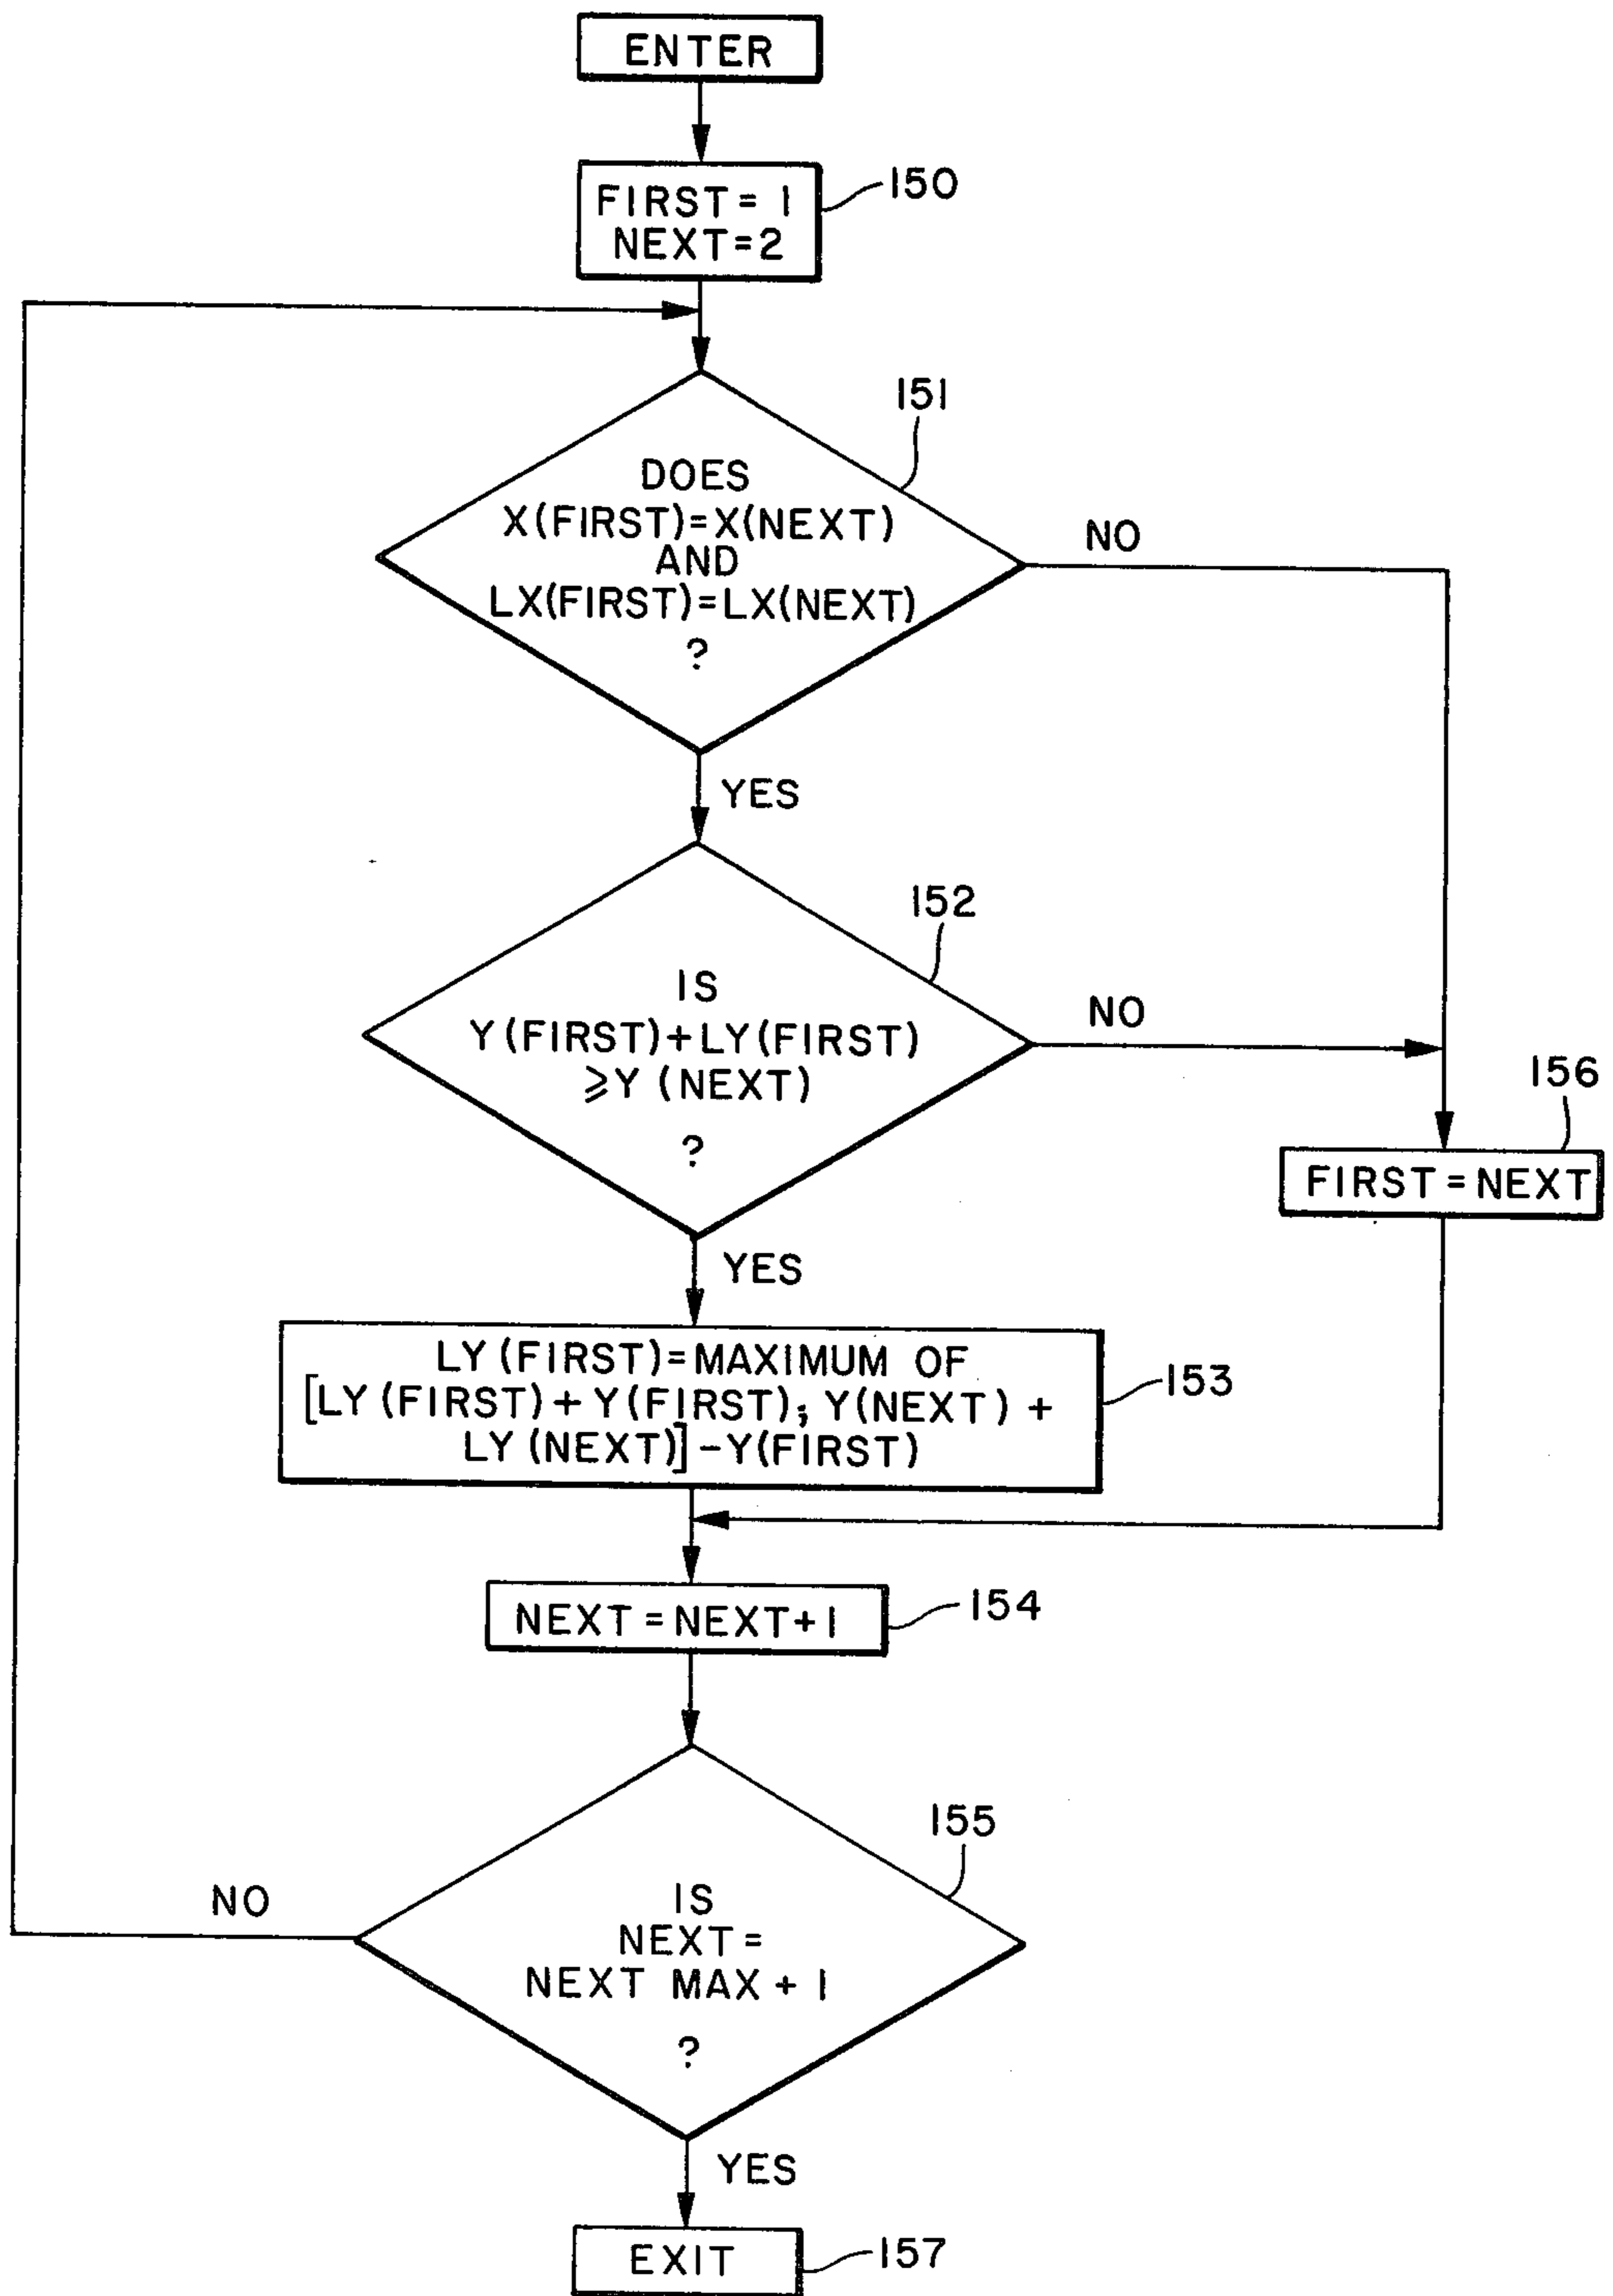 ENTER
FIRST = 1
NEXT=2
150
151
DOES
X(FIRST)=X(NEXT)
AND
LX(FIRST)=LX(NEXT)
?
NO
YES
152
IS
Y(FIRST)+LY(FIRST)
≥Y (NEXT)
?
NO
156
FIRST=NEXT
YES
LY(FIRST)=MAXIMUM OF
[LY(FIRST)+Y(FIRST); Y(NEXT)+
LY(NEXT)]-Y(FIRST)
153
NEXT=NEXT+1
154
155
IS
NEXT=
NEXT MAX + 1
?
NO
YES
EXIT
157